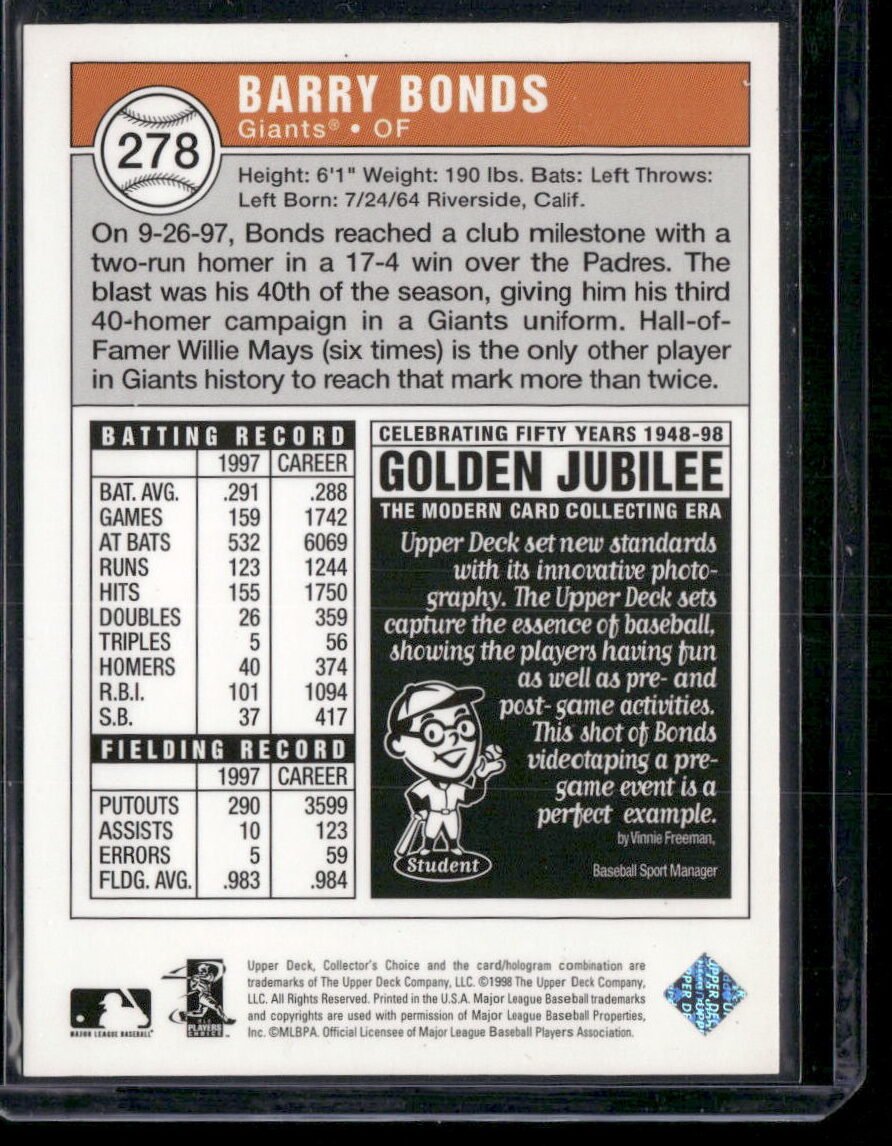 BARRY BONDS
Giants® • OF
278
Height: 6'1" Weight: 190 lbs. Bats: Left Throws:
Left Born: 7/24/64 Riverside, Calif.
On 9-26-97, Bonds reached a club milestone with a
two-run homer in a 17-4 win over the Padres. The
blast was his 40th of the season, giving him his third
40-homer campaign in a Giants uniform. Hall-of-
Famer Willie Mays (six times) is the only other player
in Giants history to reach that mark more than twice.
BATTING RECORD
1997 CAREER
BAT. AVG. .291 .288
GAMES 159 1742
AT BATS 532 6069
RUNS 123 1244
HITS 155 1750
DOUBLES 26 359
TRIPLES 5 56
HOMERS 40 374
R.B.I. 101 1094
S.B. 37 417
FIELDING RECORD
1997 CAREER
PUTOUTS 290 3599
ASSISTS 10 123
ERRORS 5 59
FLDG. AVG. .983 .984
CELEBRATING FIFTY YEARS 1948-98
GOLDEN JUBILEE
THE MODERN CARD COLLECTING ERA
Upper Deck set new standards
with its innovative photo-
graphy. The Upper Deck sets
capture the essence of baseball,
showing the players having fun
as well as pre- and
post- game activities.
This shot of Bonds
videotaping a pre-
game event is a
perfect example.
by Vinnie Freeman,
Baseball Sport Manager
Student
Upper Deck, Collector's Choice and the card/hologram combination are
trademarks of The Upper Deck Company, LLC. ©1998 The Upper Deck Company,
LLC. All Rights Reserved. Printed in the U.S.A. Major League Baseball trademarks
and copyrights are used with permission of Major League Baseball Properties,
Inc. ©MLBPA. Official Licensee of Major League Baseball Players Association.
MAJOR LEAGUE BASEBALL
PLAYERS
CHOICE
UPPER DECK